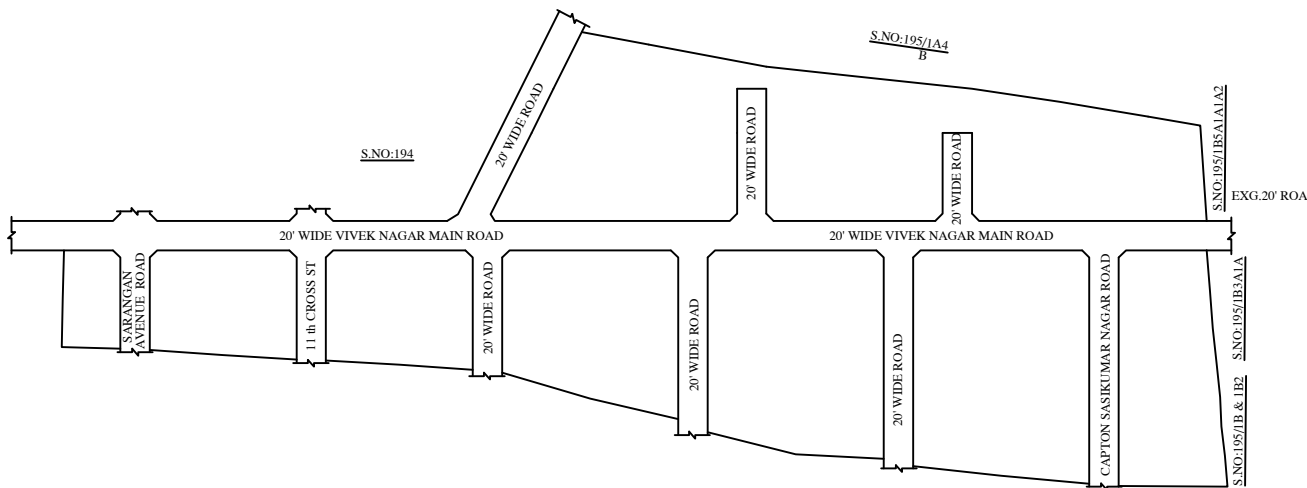 S.NO:195/1A4
B
S.NO:194
20' WIDE ROAD
20' WIDE ROAD
20' WIDE ROAD
S.NO:195/1B5A1A1A2
EXG.20' ROA
20' WIDE VIVEK NAGAR MAIN ROAD
20' WIDE VIVEK NAGAR MAIN ROAD
SARANGAN
AVENUE ROAD
11 th CROSS ST
20' WIDE ROAD
20' WIDE ROAD
20' WIDE ROAD
CAPTON SASIKUMAR NAGAR ROAD
S.NO:195/1B3A1A
S.NO:195/1B & 1B2